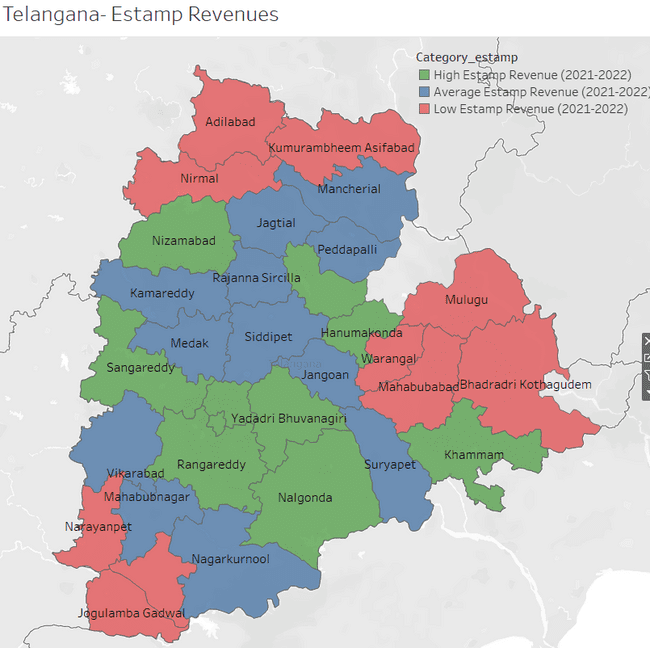 Telangana- Estamp Revenues
Category_estamp
High Estamp Revenue (2021-2022)
Average Estamp Revenue (2021-2022)
Low Estamp Revenue (2021-2022)
Adilabad
Kumurambheem Asifabad
Nirmal
Mancherial
Jagtial
Nizamabad
Peddapalli
Rajanna Sircilla
Kamareddy
Mulugu
Hanumakonda
Siddipet
Medak
Warangal
Sangareddy
Jangoan
Mahabubabad
Bhadradri Kothagudem
Yadadri Bhuvanagiri
Khammam
Rangareddy
Suryapet
Vikarabad
Mahabubnagar
Nalgonda
Narayanpet
Nagarkurnool
Jogulamba Gadwal